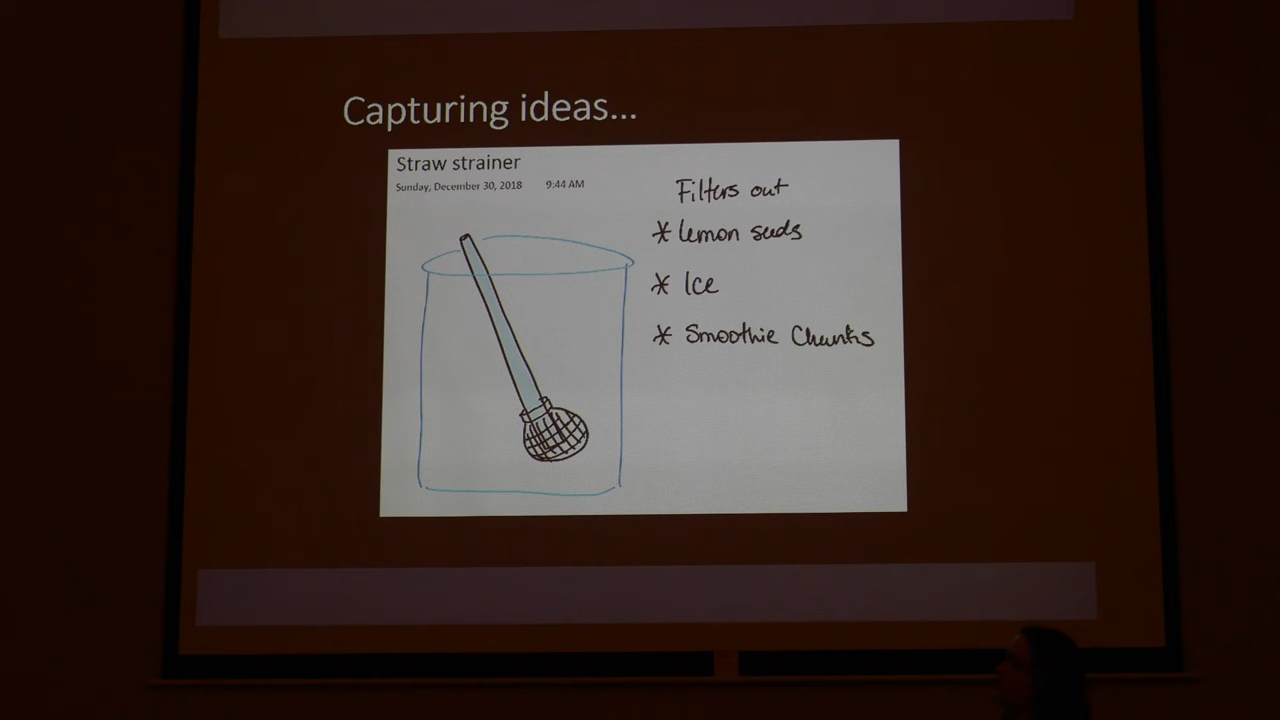 Capturing ideas...
Straw strainer
Sunday, December 30, 2018 9:44 AM
Filters out
* lemon seeds
* Ice
* Smoothie Chunks